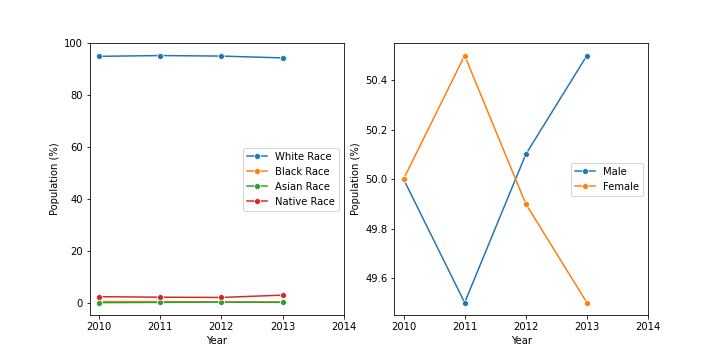 100
80
60
40
20
0
Population (%)
2010 2011 2012 2013 2014
Year
White Race
Black Race
Asian Race
Native Race
50.4
50.2
50.0
49.8
49.6
Population (%)
2010 2011 2012 2013 2014
Year
Male
Female